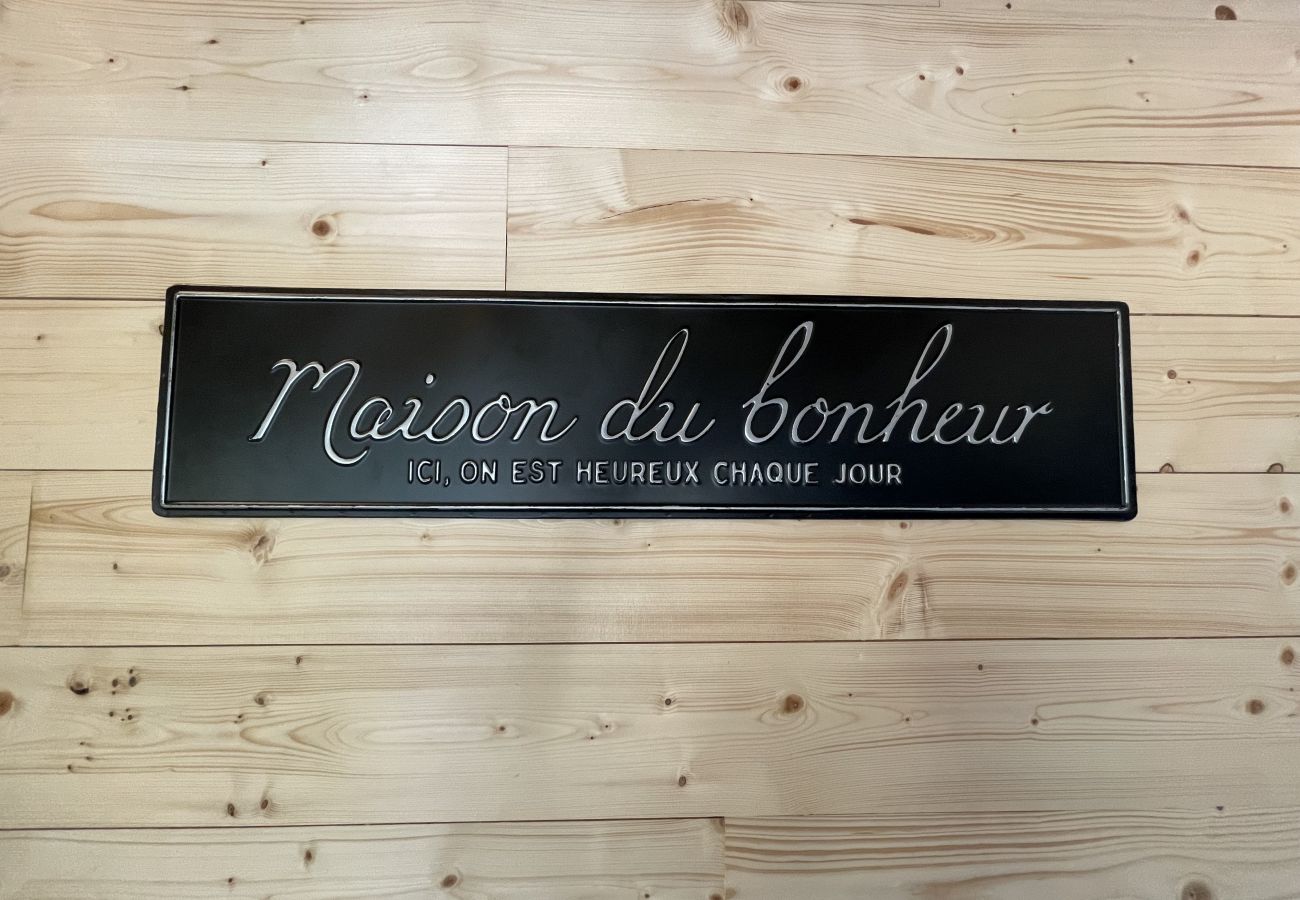 Maison du bonheur
ICI, ON EST HEUREUX CHAQUE JOUR